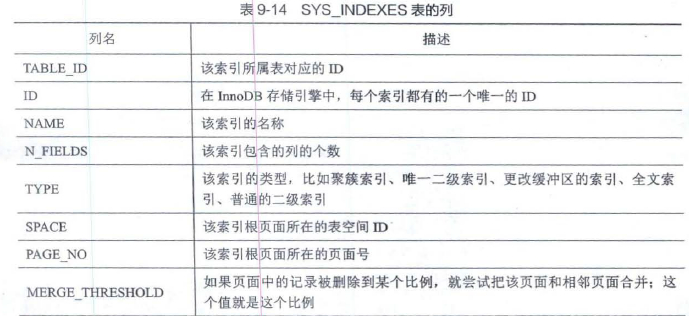 表 9-14 SYS_INDEXES 表的列
列名 描述
TABLE_ID 该索引所属表对应的 ID
ID 在 InnoDB 存储引擎中，每个索引都有的一个唯一的 ID
NAME 该索引的名称
N_FIELDS 该索引包含的列的个数
TYPE 该索引的类型，比如聚簇索引、唯一二级索引、更改缓冲区的索引、全文索
引、普通的二级索引
SPACE 该索引根页面所在的表空间 ID
PAGE_NO 该索引根页面所在的页面号
MERGE_THRESHOLD 如果页面中的记录被删除到某个比例，就尝试把该页面和相邻页面合并；这
个值就是这个比例